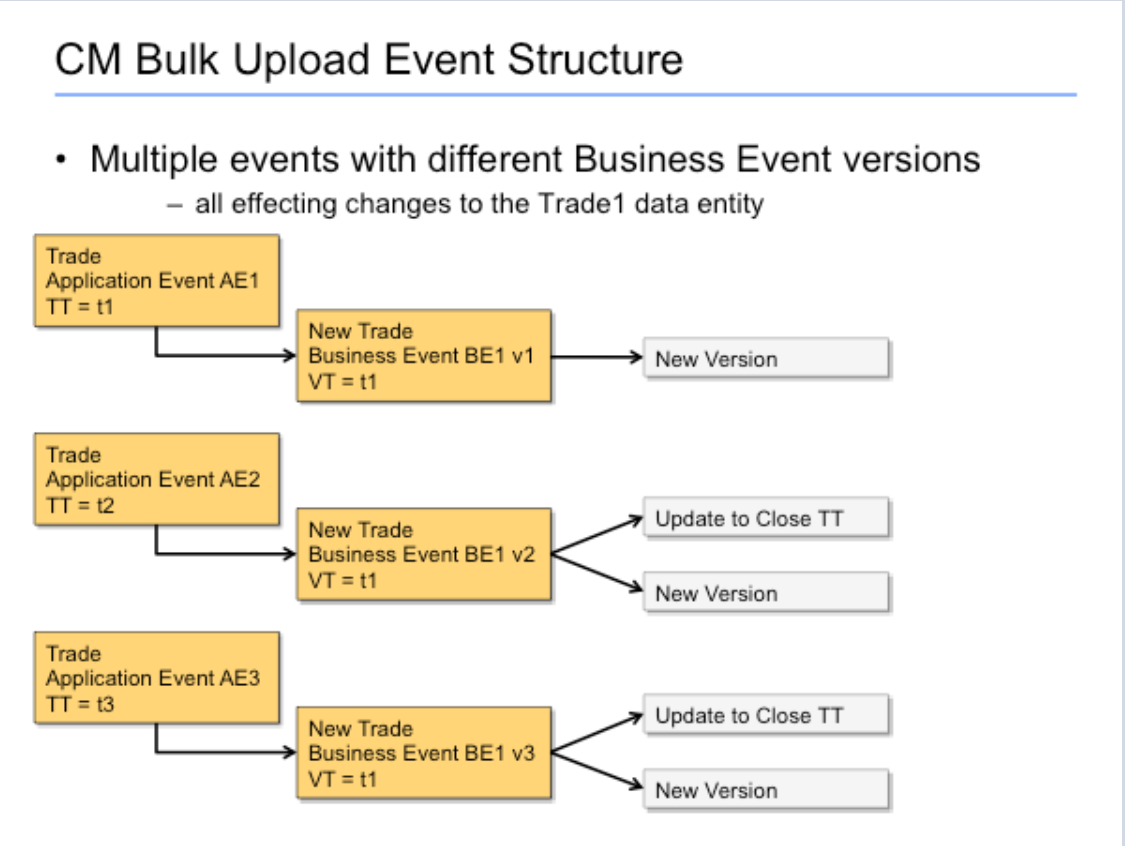 CM Bulk Upload Event Structure
• Multiple events with different Business Event versions
– all effecting changes to the Trade1 data entity
Trade
Application Event AE1
TT = t1
New Trade
Business Event BE1 v1
VT = t1
New Version
Trade
Application Event AE2
TT = t2
New Trade
Business Event BE1 v2
VT = t1
Update to Close TT
New Version
Trade
Application Event AE3
TT = t3
New Trade
Business Event BE1 v3
VT = t1
Update to Close TT
New Version